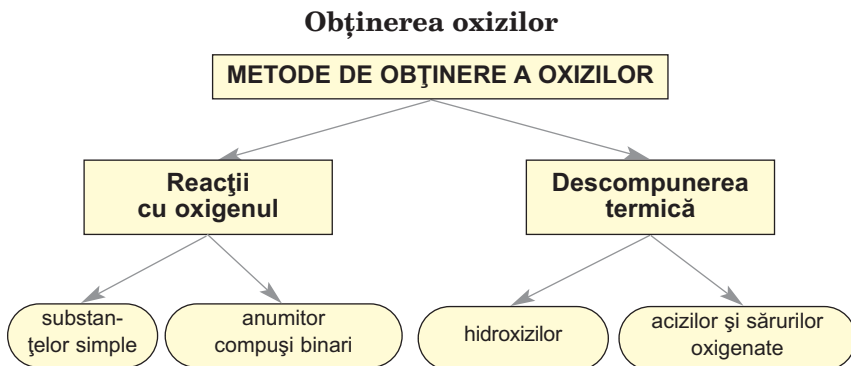 Obținerea oxizilor
METODE DE OBŢINERE A OXIZILOR
Reacţii
cu oxigenul
Descompunerea
termică
substan-
ţelor simple
anumitor
compuşi binari
hidroxizilor
acizilor şi sărurilor
oxigenate